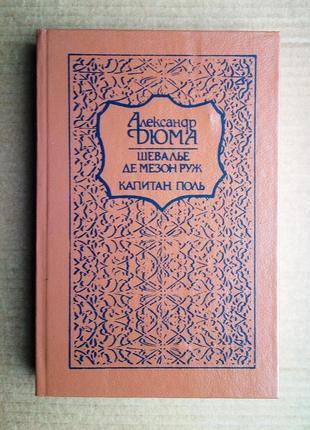 Александр
ДЮМА
ШЕВАЛЬЕ
ДЕ МЕЗОН РУЖ
КАПИТАН ПОЛЬ